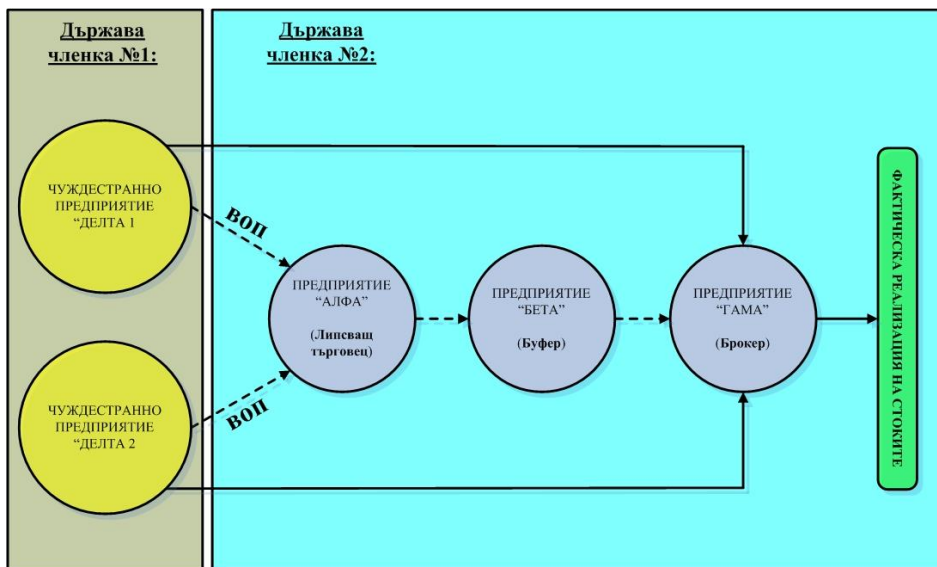 Държава
членка №1:
Държава
членка №2:
ЧУЖДЕСТРАННО
ПРЕДПРИЯТИЕ
“ДЕЛТА 1
ВОП
ПРЕДПРИЯТИЕ
“АЛФА”
(Липсващ
търговец)
ПРЕДПРИЯТИЕ
“БЕТА”
(Буфер)
ПРЕДПРИЯТИЕ
“ГАМА”
(Брокер)
ФАКТИЧЕСКА РЕАЛИЗАЦИЯ НА СТОКИТЕ
ЧУЖДЕСТРАННО
ПРЕДПРИЯТИЕ
“ДЕЛТА 2
ВОП